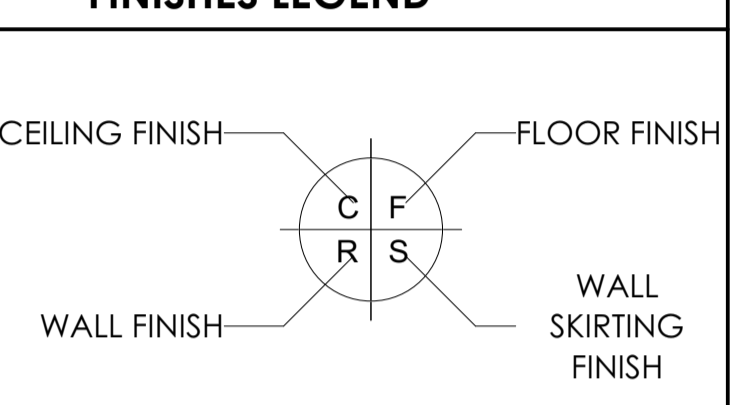 FINISHES LEGEND
CEILING FINISH
FLOOR FINISH
C F
R S
WALL FINISH
WALL
SKIRTING
FINISH